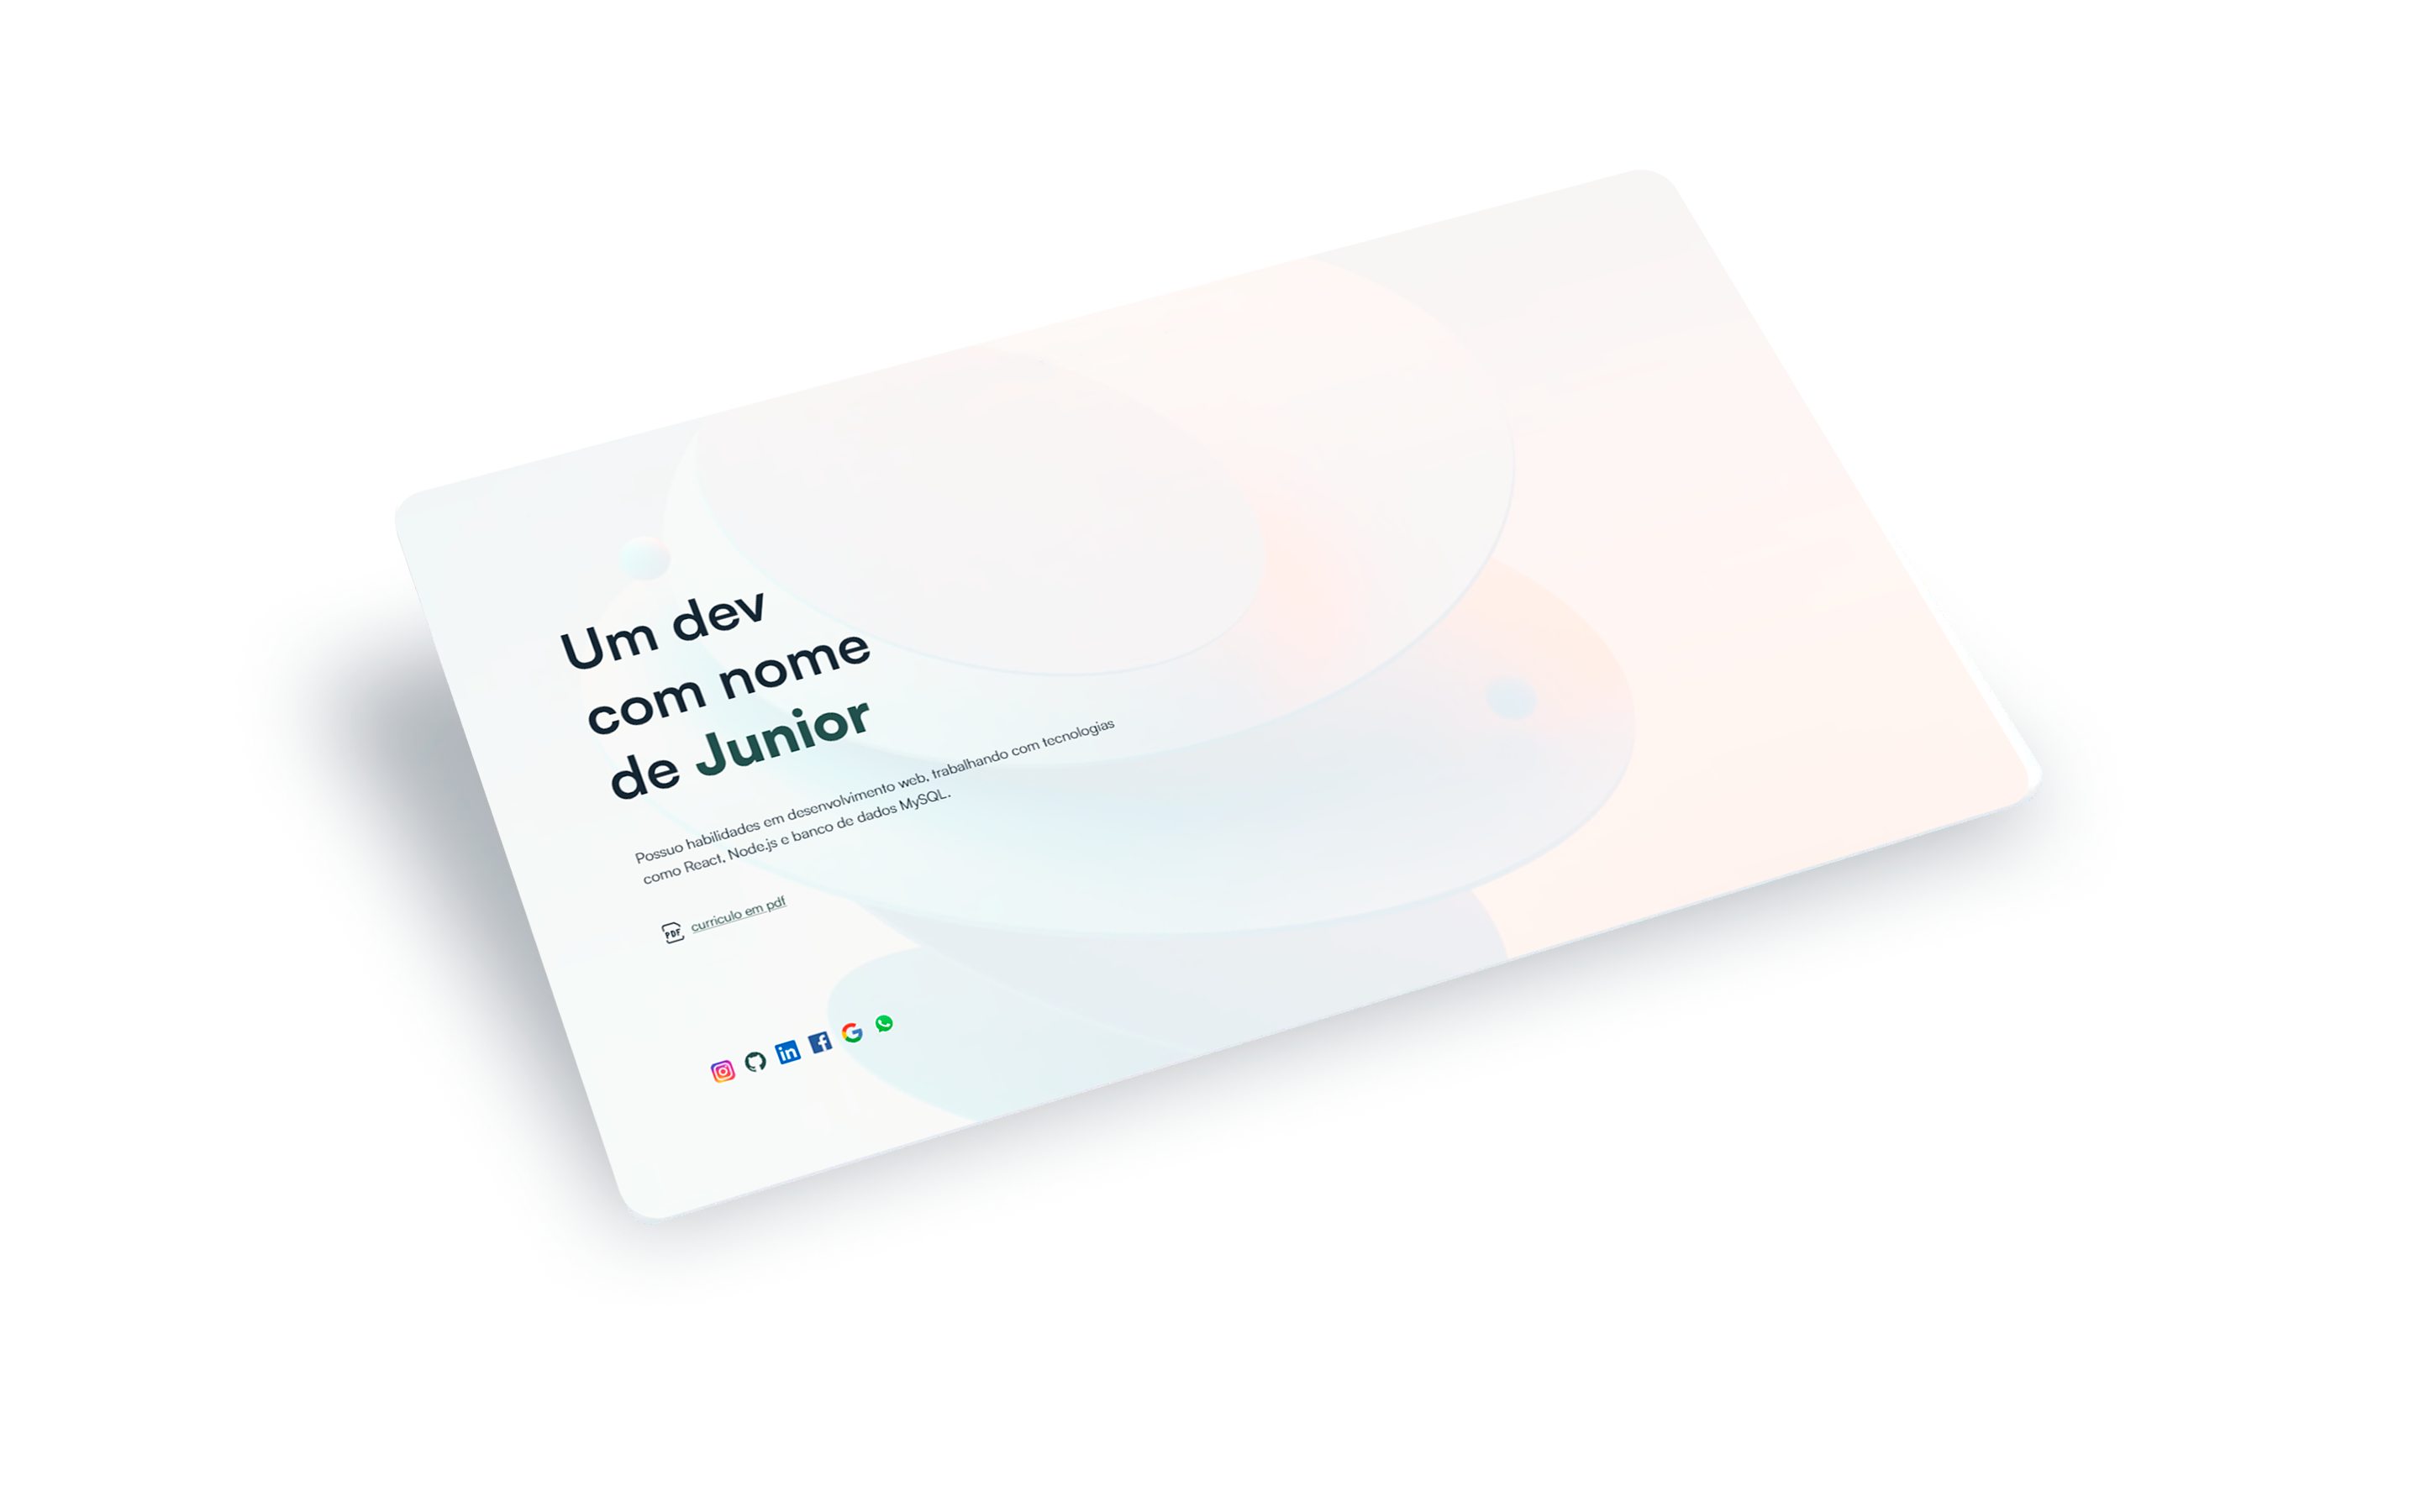 Um dev
com nome
de Junior
Possuo habilidades em desenvolvimento web, trabalhando com tecnologias
como React, Node.js e banco de dados MySQL.
PDF curriculo em pdf
in f G